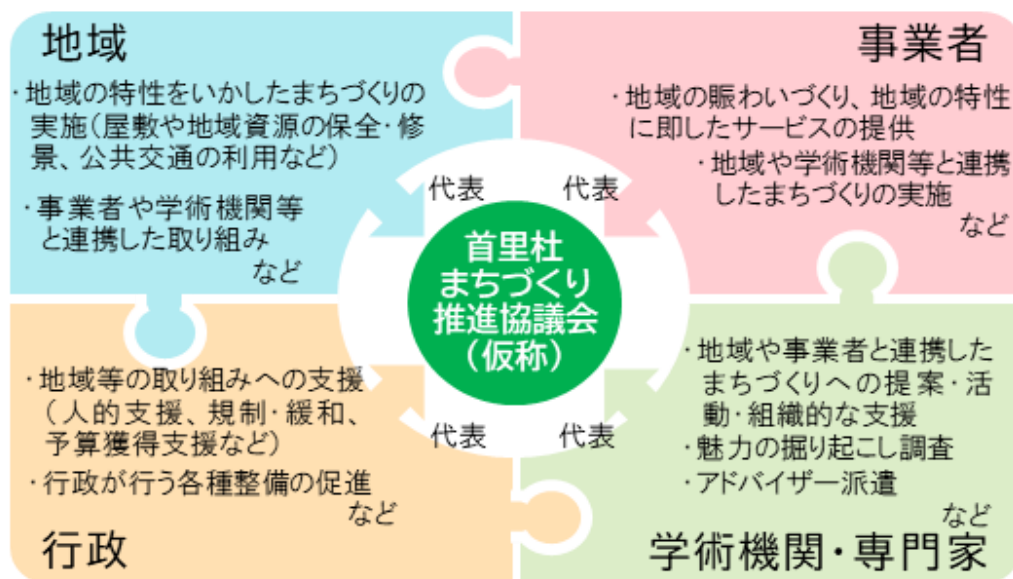 地域
・地域の特性をいかしたまちづくりの
実施(屋敷や地域資源の保全・修
景、公共交通の利用など)
・事業者や学術機関等
と連携した取り組み
など
事業者
・地域の賑わいづくり、地域の特性
に即したサービスの提供
・地域や学術機関等と連携
したまちづくりの実施
など
代表
代表
首里杜
まちづくり
推進協議会
(仮称)
代表
代表
・地域等の取り組みへの支援
(人的支援、規制・緩和、
予算獲得支援など)
・行政が行う各種整備の促進
など
行政
・地域や事業者と連携した
まちづくりへの提案・活
動・組織的な支援
・魅力の掘り起こし調査
・アドバイザー派遣
など
学術機関・専門家